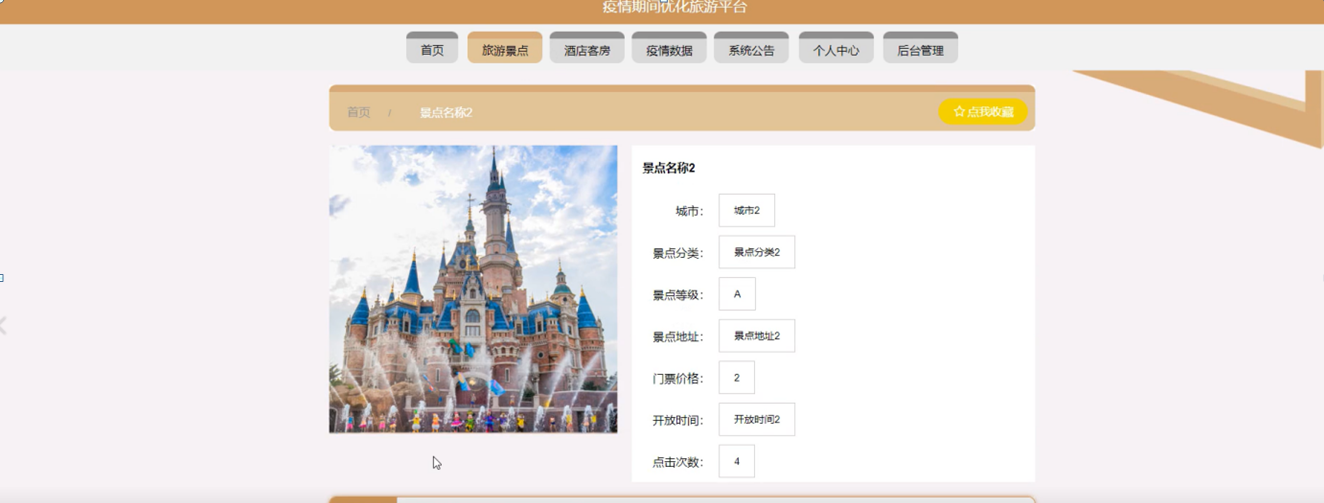 疫情期间优化旅游平台
首页 旅游景点 酒店客房 疫情数据 系统公告 个人中心 后台管理
首页 / 景点名称2 ☆点我收藏
景点名称2
城市： 城市2
景点分类： 景点分类2
景点等级： A
景点地址： 景点地址2
门票价格： 2
开放时间： 开放时间2
点击次数： 4